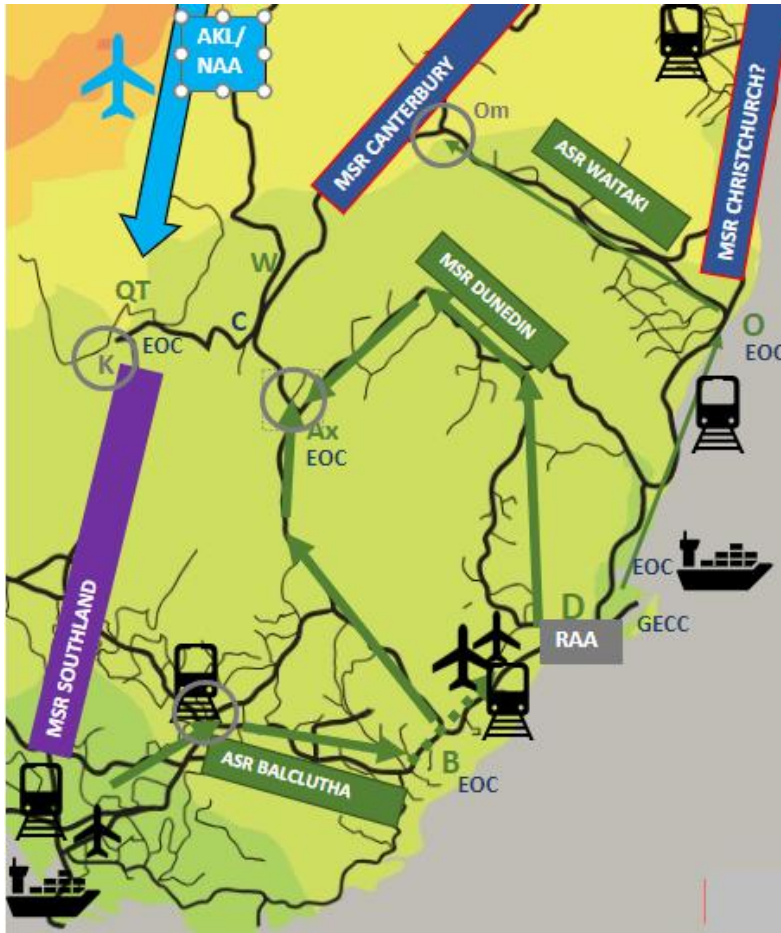 AKL/
NAA
MSR CANTERBURY
MSR CHRISTCHURCH?
Om
ASR WAITAKI
W
MSR DUNEDIN
QT
C
EOC
K
O
EOC
Ax
EOC
MSR SOUTHLAND
EOC
D
GECC
RAA
B
ASR BALCLUTHA
EOC